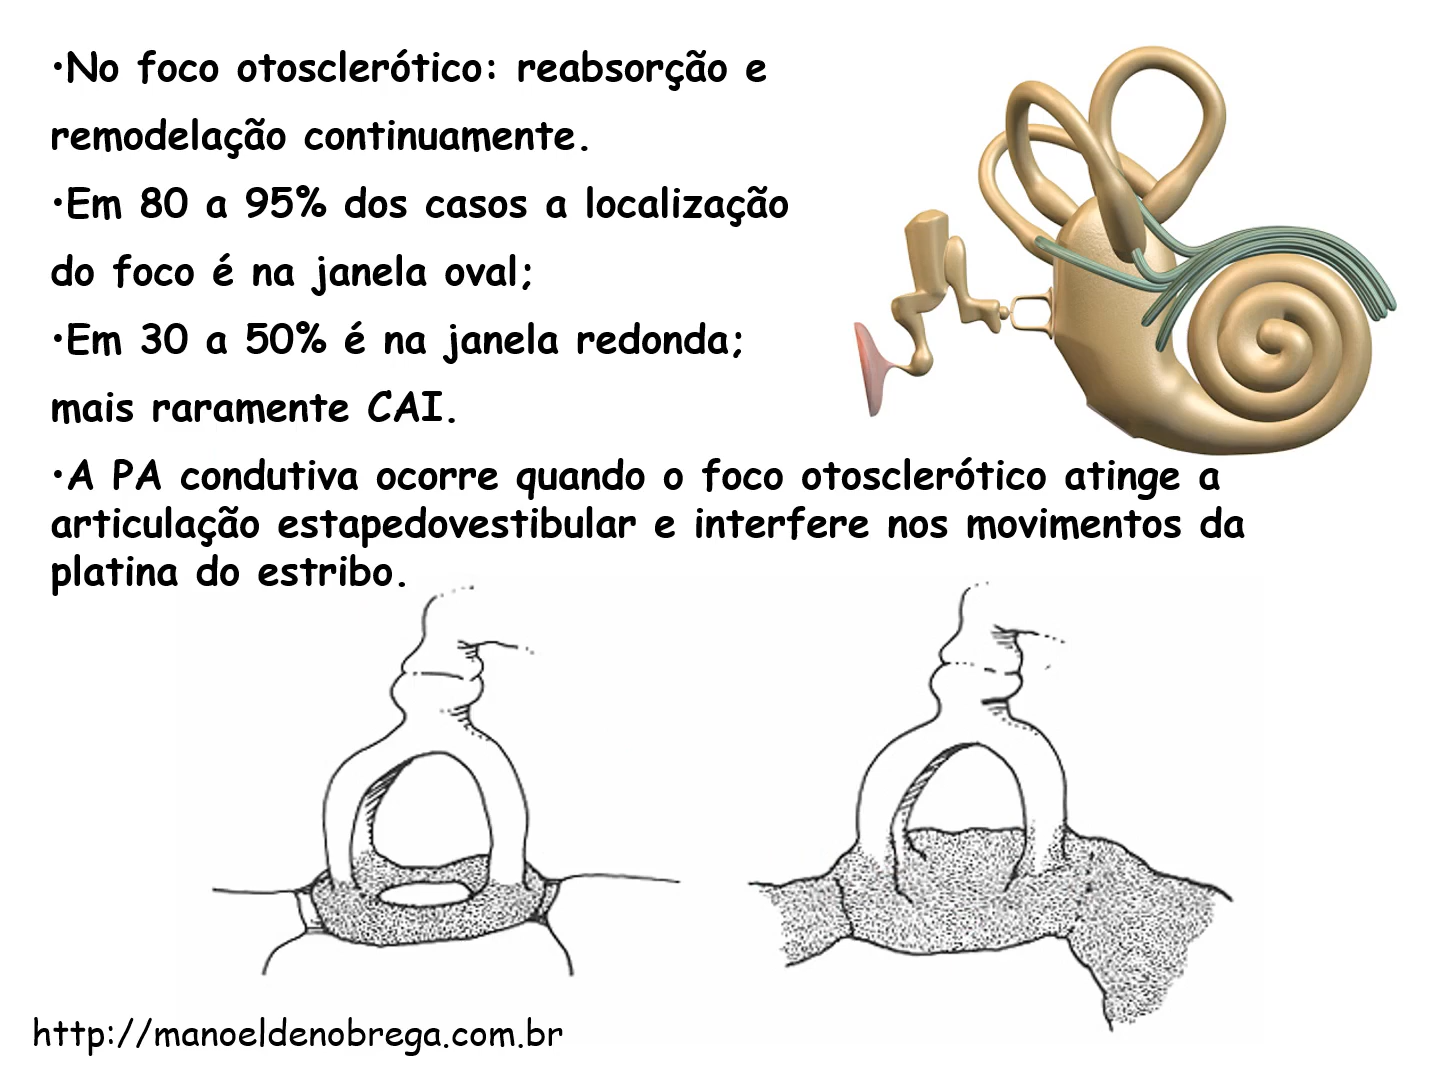 •No foco otosclerótico: reabsorção e
remodelação continuamente.
•Em 80 a 95% dos casos a localização
do foco é na janela oval;
•Em 30 a 50% é na janela redonda;
mais raramente CAI.
•A PA condutiva ocorre quando o foco otosclerótico atinge a
articulação estapedovestibular e interfere nos movimentos da
platina do estribo.
http://manoeldenobrega.com.br